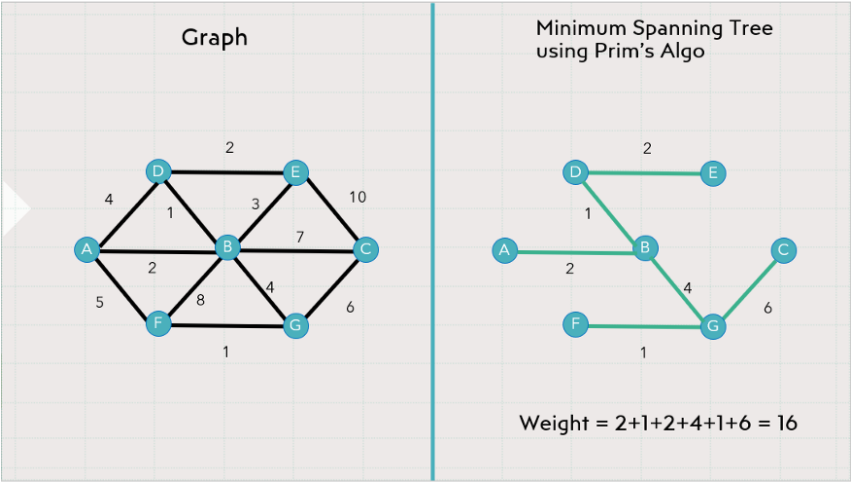 Graph
Minimum Spanning Tree
using Prim's Algo
2
2
D
E
D
E
4
1
3
10
1
7
A
B
C
A
B
C
2
2
5
8
4
6
4
6
F
G
F
G
1
1
Weight = 2+1+2+4+1+6 = 16